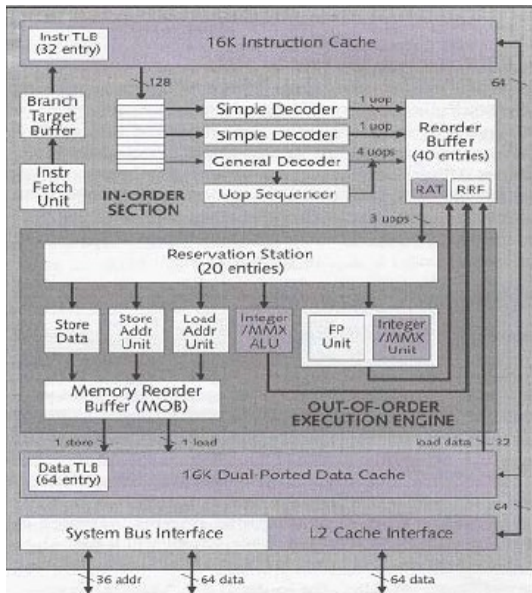 Instr TLB
(32 entry)
16K Instruction Cache
128
64
Branch
Target
Buffer
Instr
Fetch Unit
IN-ORDER
SECTION
Simple Decoder
1 uop
Simple Decoder
1 uop
General Decoder
4 uops
Uop Sequencer
Reorder
Buffer
(40 entries)
RAT
RRF
3 uops
Reservation Station
(20 entries)
Store
Data
Store
Addr
Unit
Load
Addr
Unit
Integer
/MMX
ALU
FP
Unit
Integer
/MMX
Unit
Memory Reorder
Buffer (MOB)
OUT-OF-ORDER
EXECUTION ENGINE
1 store
1 load
load data
32
Data TLB
(64 entry)
16K Dual-Ported Data Cache
64
System Bus Interface
L2 Cache Interface
36 addr
64 data
64 data